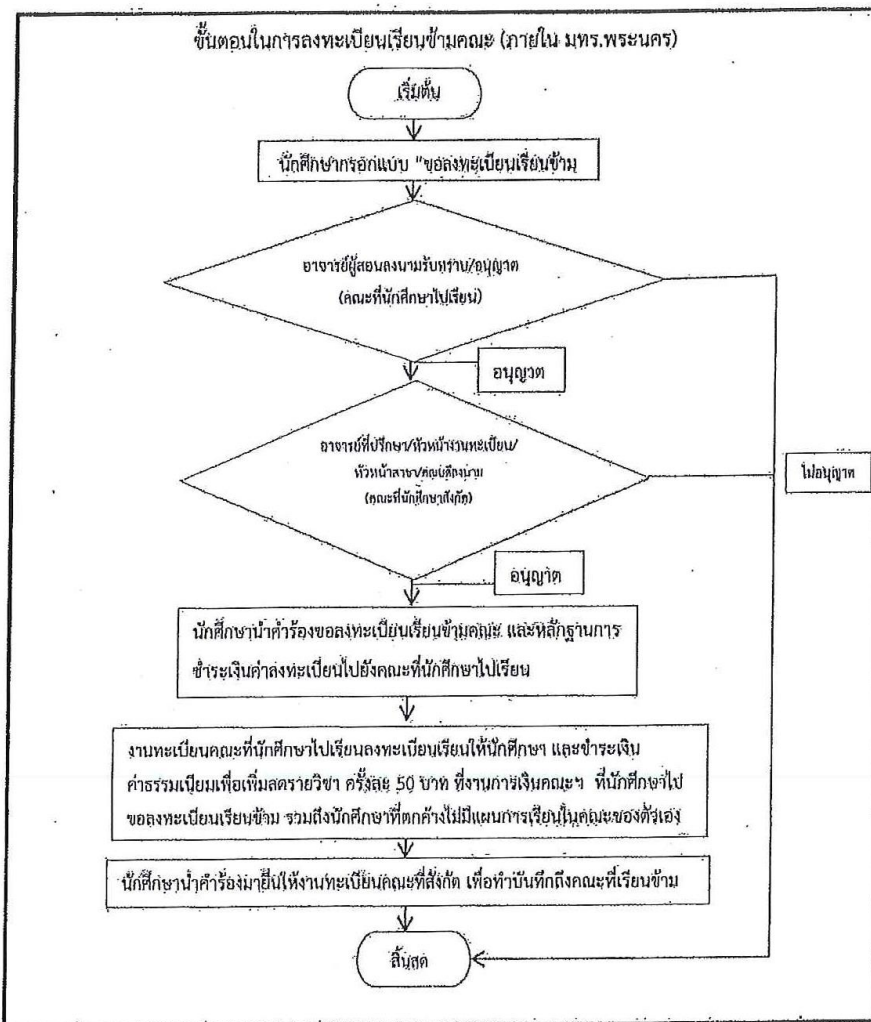 ขั้นตอนในการลงทะเบียนเรียนข้ามคณะ (ภายใน มทร.พระนคร)
เริ่มต้น
นักศึกษากรอกแบบ "ขอลงทะเบียนเรียนข้าม
อาจารย์ผู้สอนลงนามรับทราบ/อนุญาต
(คณะที่นักศึกษาไปเรียน)
อนุญาต
อาจารย์ที่ปรึกษา/หัวหน้างานทะเบียน/
หัวหน้าสาขา/คณบดีลงนาม
(คณะที่นักศึกษาสังกัด)
ไม่อนุญาต
อนุญาต
นักศึกษานำคำร้องขอลงทะเบียนเรียนข้ามคณะ และหลักฐานการ
ชำระเงินค่าลงทะเบียนไปยังคณะที่นักศึกษาไปเรียน
งานทะเบียนคณะที่นักศึกษาไปเรียนลงทะเบียนเรียนให้นักศึกษาฯ และชำระเงิน
ค่าธรรมเนียมเพื่อเพิ่มลดรายวิชา ครั้งละ 50 บาท ที่งานการเงินคณะฯ ที่นักศึกษาไป
ขอลงทะเบียนเรียนข้าม รวมถึงนักศึกษาที่ตกค้างไม่มีแผนการเรียนในคณะของตัวเอง
นักศึกษานำคำร้องมายื่นให้งานทะเบียนคณะที่สังกัด เพื่อทำบันทึกถึงคณะที่เรียนข้าม
สิ้นสุด